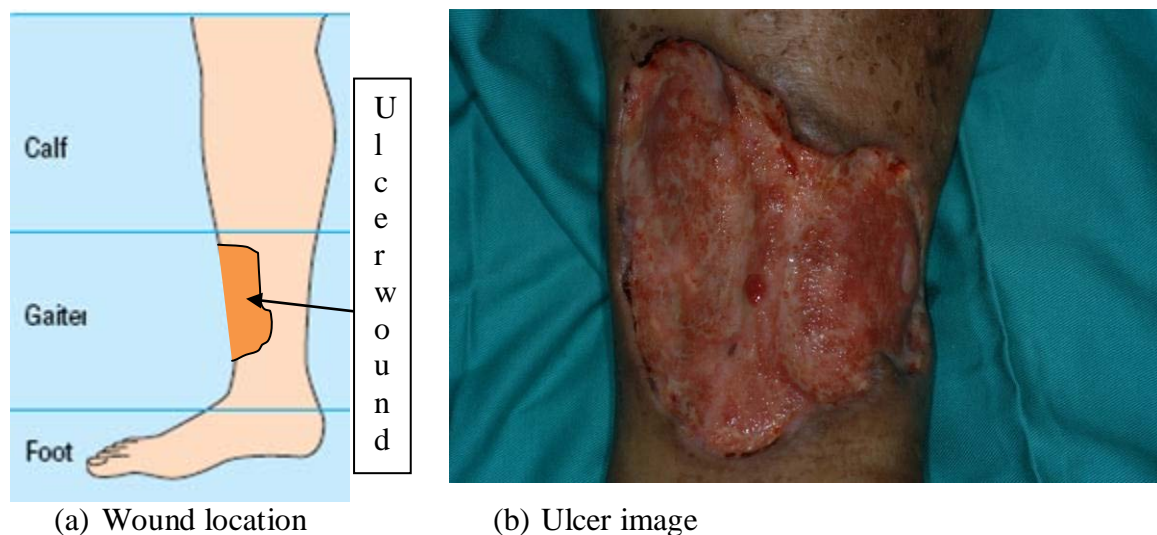 Calf
Gaiter
Foot
U
l
c
e
r
w
o
u
n
d
(a) Wound location
(b) Ulcer image